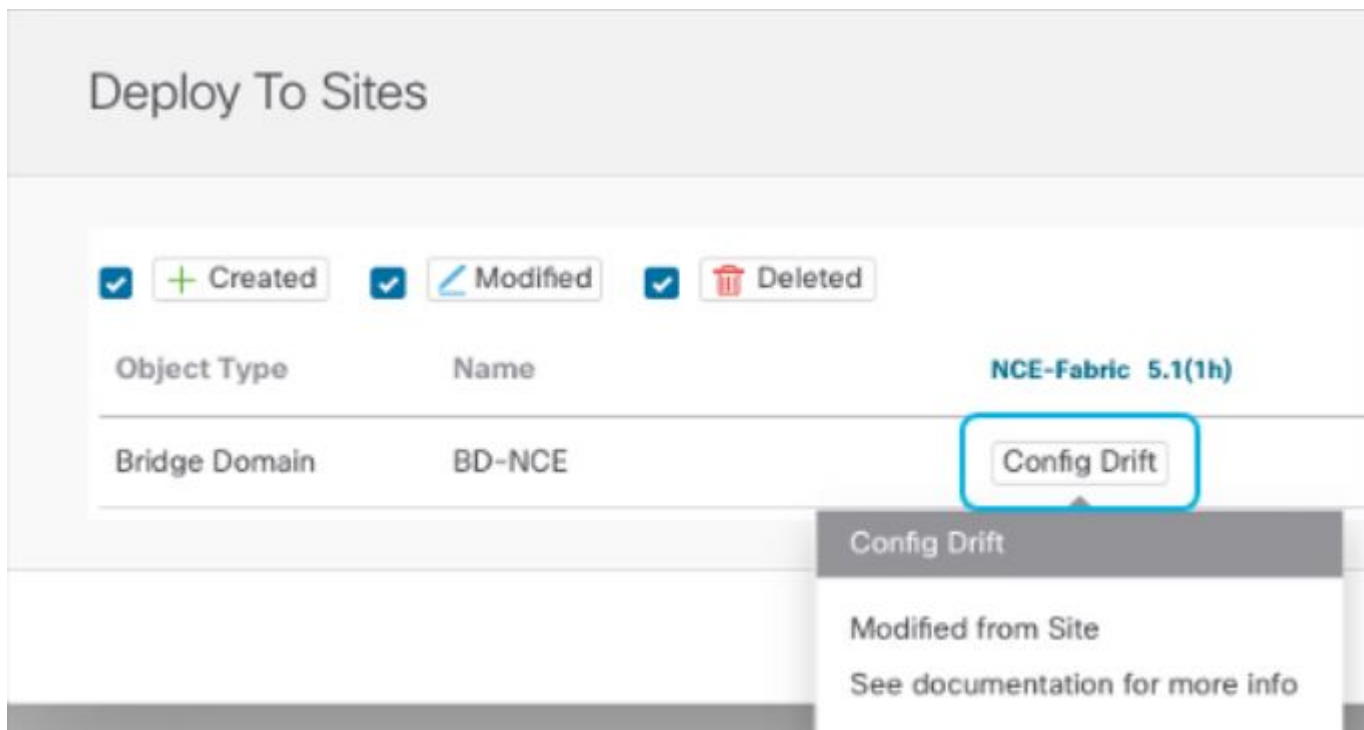 Deploy To Sites
Created Modified Deleted
Object Type Name NCE-Fabric 5.1(1h)
Bridge Domain BD-NCE Config Drift
Config Drift
Modified from Site
See documentation for more info